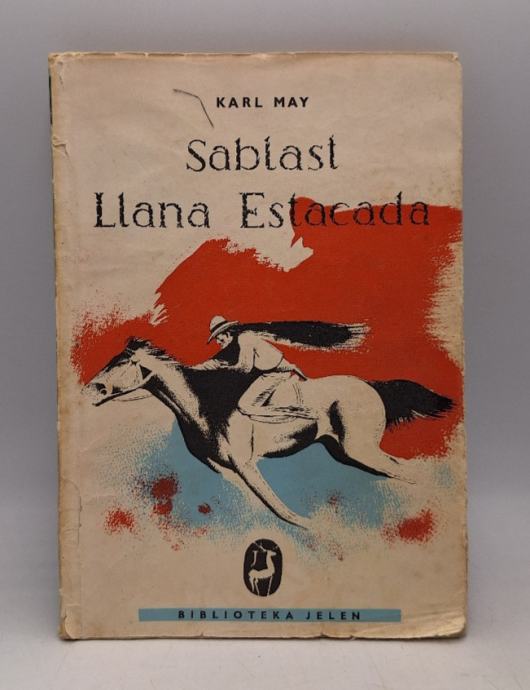 KARL MAY
Sablast
Llana Estacada
BIBLIOTEKA JELEN